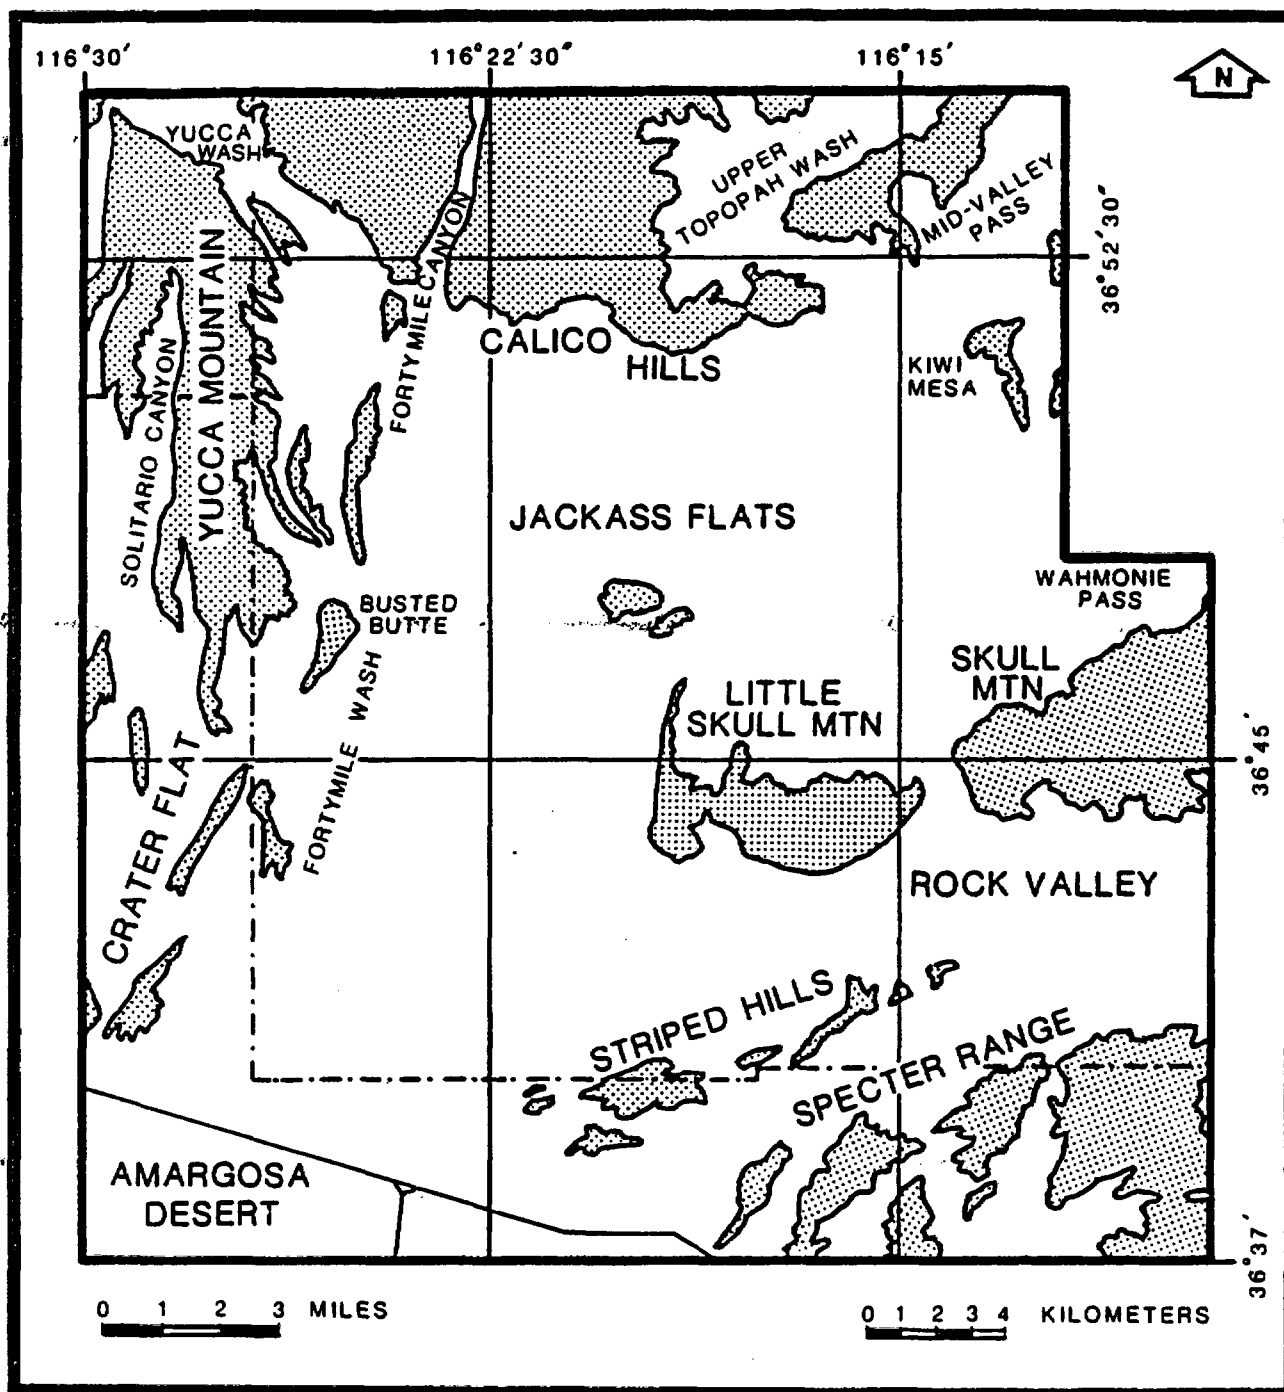 116°30′
116°22′30″
116°15′
N
YUCCA
WASH
UPPER
TOPOPAH WASH
MID-VALLEY
PASS
36°52′30″
FORTYMILE CANYON
YUCCA MOUNTAIN
SOLITARIO CANYON
CALICO
HILLS
KIWI
MESA
JACKASS FLATS
WAHMONIE
PASS
BUSTED
BUTTE
SKULL
MTN
LITTLE
SKULL MTN
FORTYMILE WASH
36°45′
CRATER FLAT
ROCK VALLEY
STRIPED HILLS
SPECTER RANGE
AMARGOSA
DESERT
36°37′
0 1 2 3 MILES
0 1 2 3 4 KILOMETERS